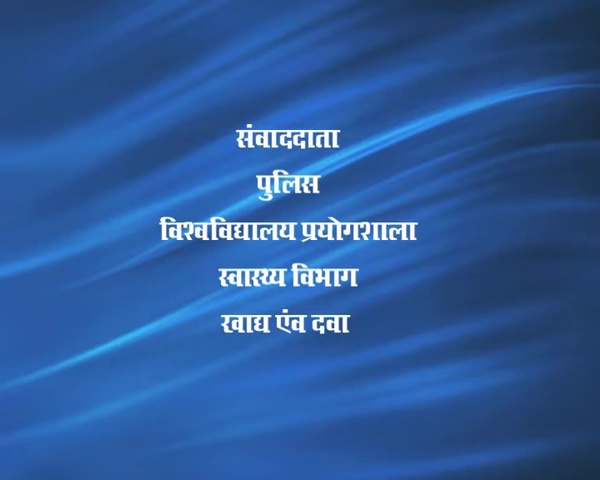 संवाददाता
पुलिस
विश्वविद्यालय प्रयोगशाला
स्वास्थ्य विभाग
खाद्य एंव दवा